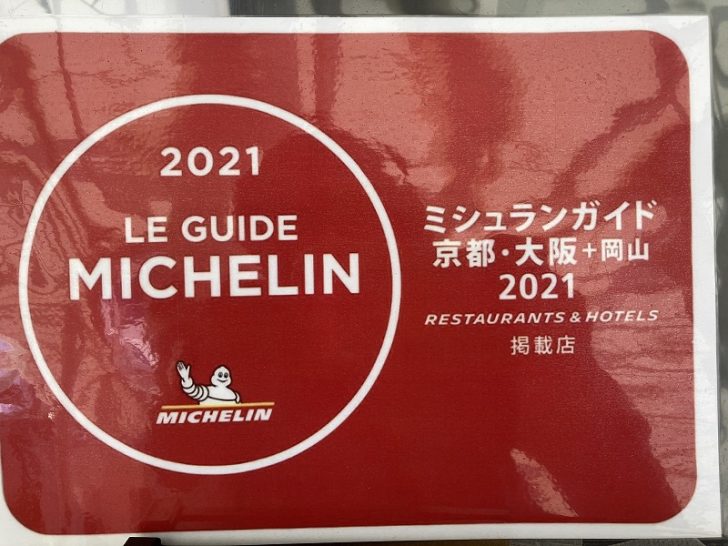 2021
LE GUIDE
MICHELIN
MICHELIN
ミシュランガイド
京都・大阪+岡山
2021
RESTAURANTS & HOTELS
掲載店